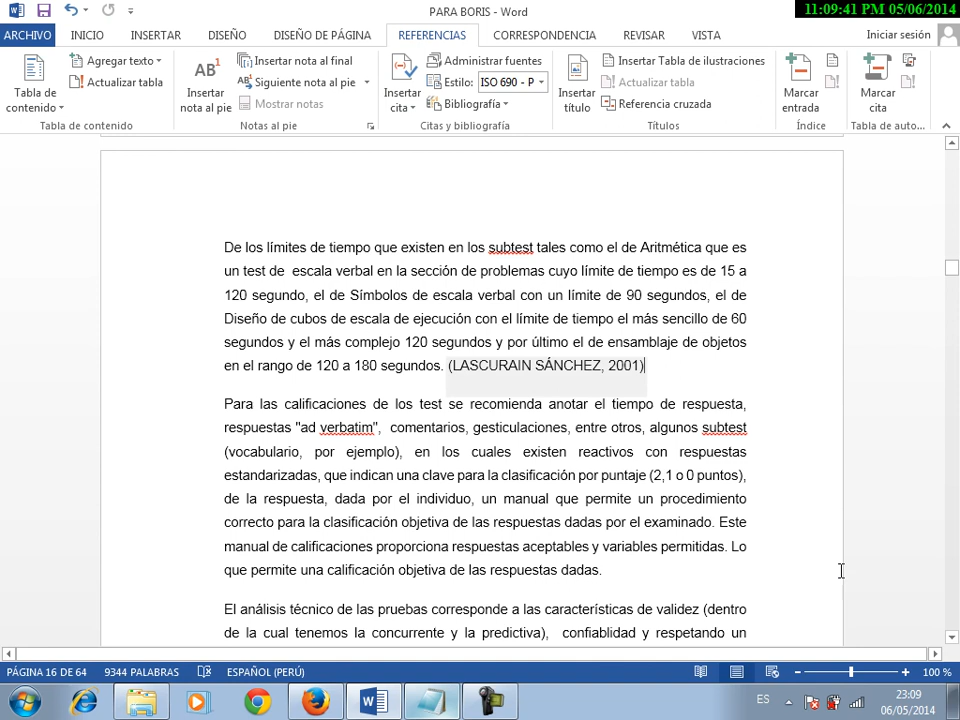 PARA BORIS - Word
11:09:41 PM 05/06/2014
ARCHIVO INICIO INSERTAR DISEÑO DISEÑO DE PÁGINA REFERENCIAS CORRESPONDENCIA REVISAR VISTA Iniciar sesión
Tabla de contenido
Agregar texto
Actualizar tabla
Tabla de contenido
AB1
Insertar nota al pie
Insertar nota al final
AB1 Siguiente nota al pie
Mostrar notas
Notas al pie
Insertar cita
Administrar fuentes
Estilo: ISO 690 - P
Bibliografía
Citas y bibliografía
Insertar título
Insertar Tabla de ilustraciones
Actualizar tabla
Referencia cruzada
Títulos
Marcar entrada
Índice
Marcar cita
Tabla de auto...
De los límites de tiempo que existen en los subtest tales como el de Aritmética que es
un test de escala verbal en la sección de problemas cuyo límite de tiempo es de 15 a
120 segundo, el de Símbolos de escala verbal con un límite de 90 segundos, el de
Diseño de cubos de escala de ejecución con el límite de tiempo el más sencillo de 60
segundos y el más complejo 120 segundos y por último el de ensamblaje de objetos
en el rango de 120 a 180 segundos. (LASCURAIN SÁNCHEZ, 2001)
Para las calificaciones de los test se recomienda anotar el tiempo de respuesta,
respuestas "ad verbatim", comentarios, gesticulaciones, entre otros, algunos subtest
(vocabulario, por ejemplo), en los cuales existen reactivos con respuestas
estandarizadas, que indican una clave para la clasificación por puntaje (2,1 o 0 puntos),
de la respuesta, dada por el individuo, un manual que permite un procedimiento
correcto para la clasificación objetiva de las respuestas dadas por el examinado. Este
manual de calificaciones proporciona respuestas aceptables y variables permitidas. Lo
que permite una calificación objetiva de las respuestas dadas.
El análisis técnico de las pruebas corresponde a las características de validez (dentro
de la cual tenemos la concurrente y la predictiva), confiablidad y respetando un
PÁGINA 16 DE 64 9344 PALABRAS ESPAÑOL (PERÚ) 100 %
ES 23:09
06/05/2014